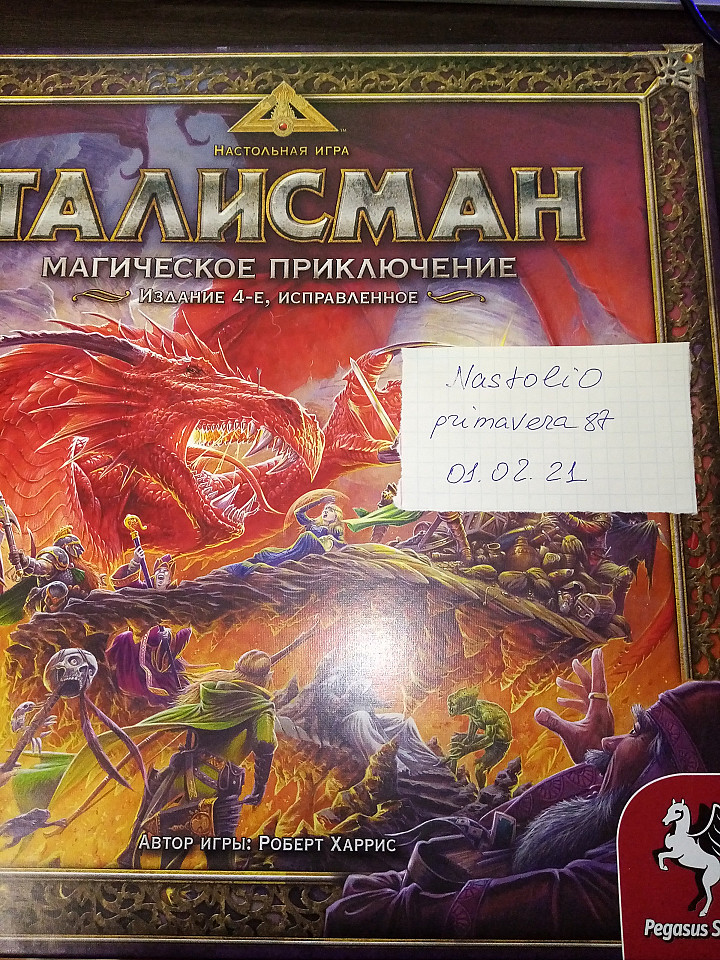 НАСТОЛЬНАЯ ИГРА
ТАЛИСМАН
МАГИЧЕСКОЕ ПРИКЛЮЧЕНИЕ
ИЗДАНИЕ 4-Е, ИСПРАВЛЕННОЕ
NastoliO
primavera 87
01.02.21
АВТОР ИГРЫ: РОБЕРТ ХАРРИС
Pegasus S